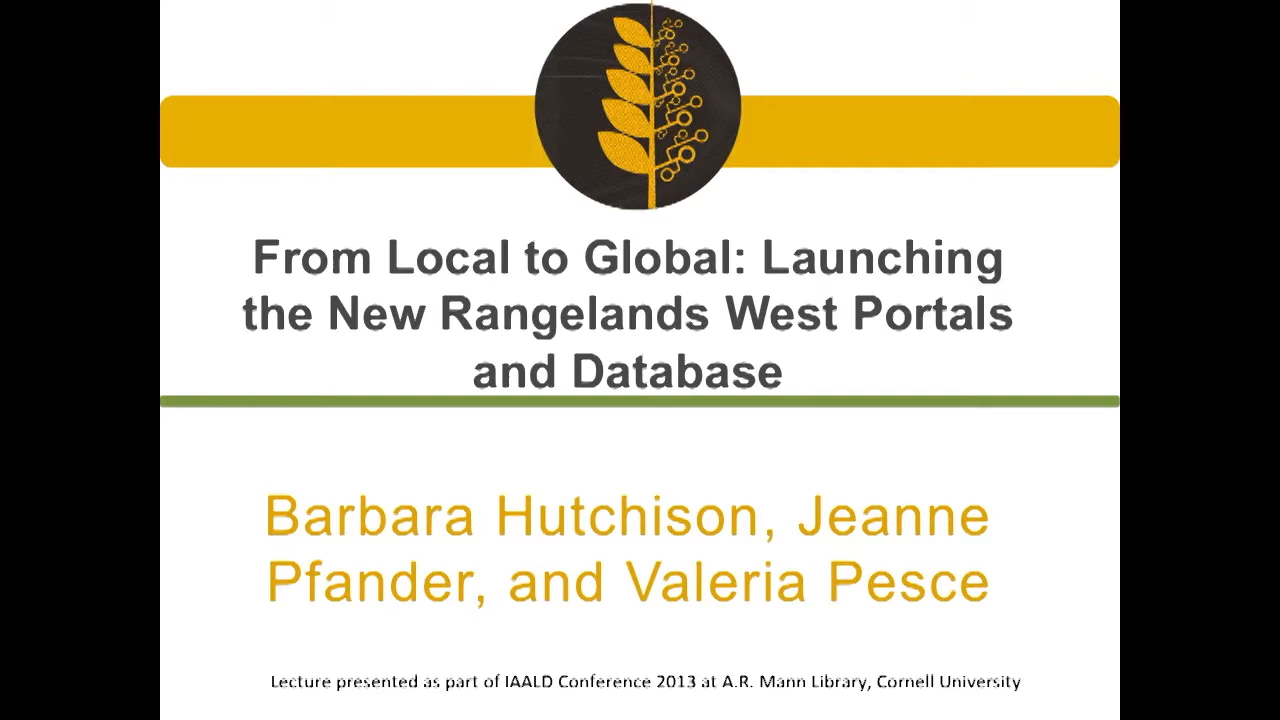 From Local to Global: Launching
the New Rangelands West Portals
and Database
Barbara Hutchison, Jeanne
Pfander, and Valeria Pesce
Lecture presented as part of IAALD Conference 2013 at A.R. Mann Library, Cornell University